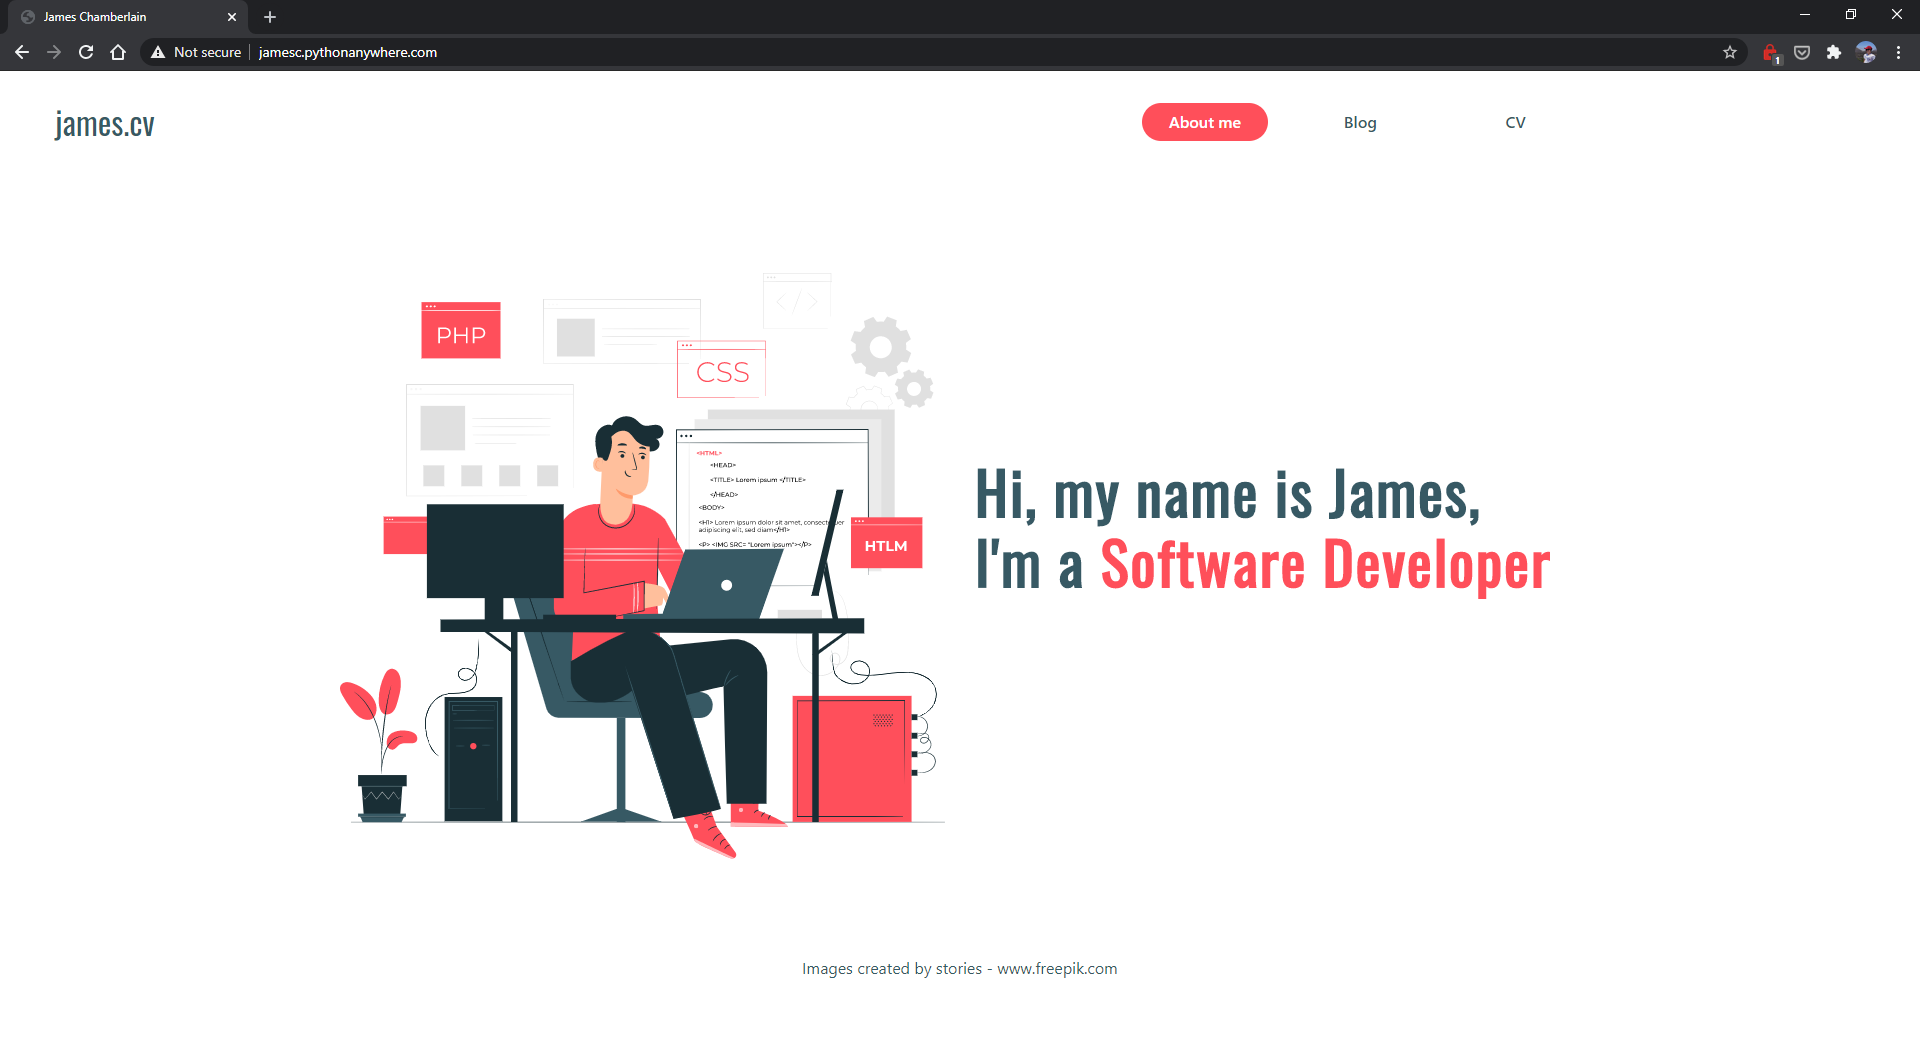 James Chamberlain
Not secure
jamesc.pythonanywhere.com
1
james.cv
About me
Blog
CV
</>
PHP
CSS
<HTML>
<HEAD>
<TITLE> Lorem ipsum </TITLE>
</HEAD>
<BODY>
<H1> Lorem ipsum dolor sit amet, consectetuer
adipiscing elit, sed diam</H1>
<P> <IMG SRC= "Lorem ipsum"></P>
HTLM
Hi, my name is James,
I'm a Software Developer
Images created by stories - www.freepik.com